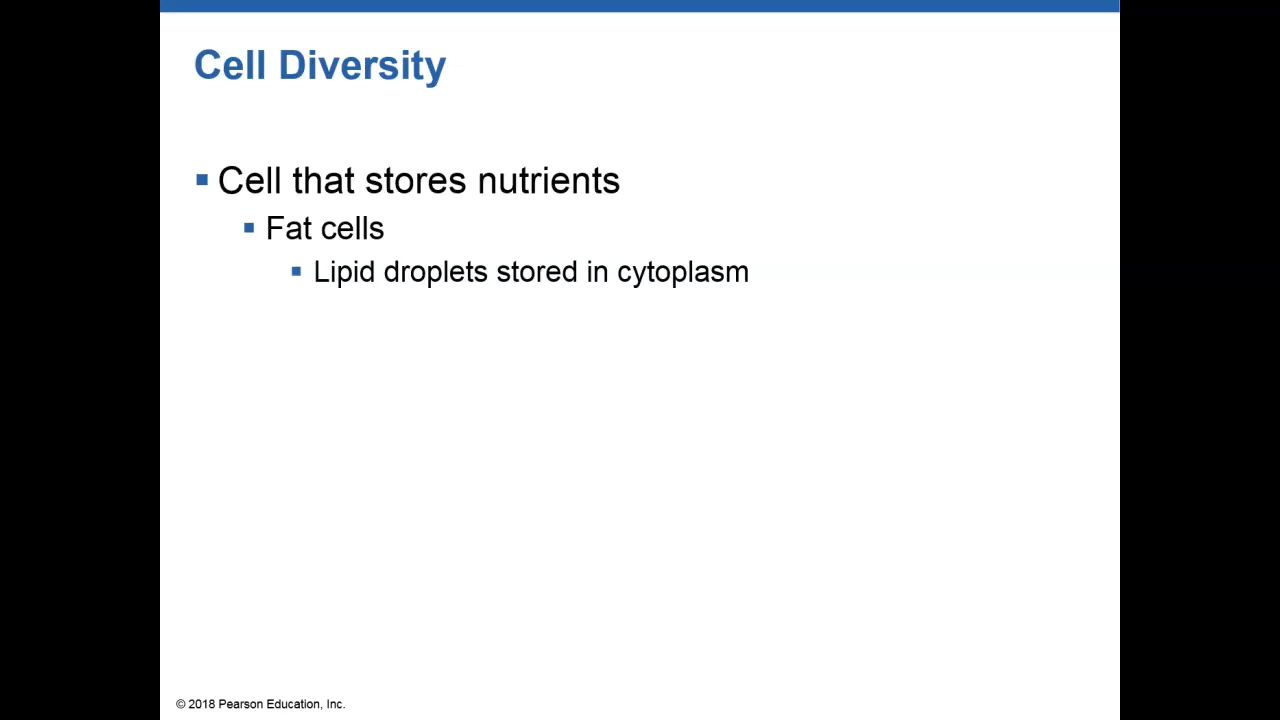 Cell Diversity
▪ Cell that stores nutrients
▪ Fat cells
▪ Lipid droplets stored in cytoplasm
© 2018 Pearson Education, Inc.